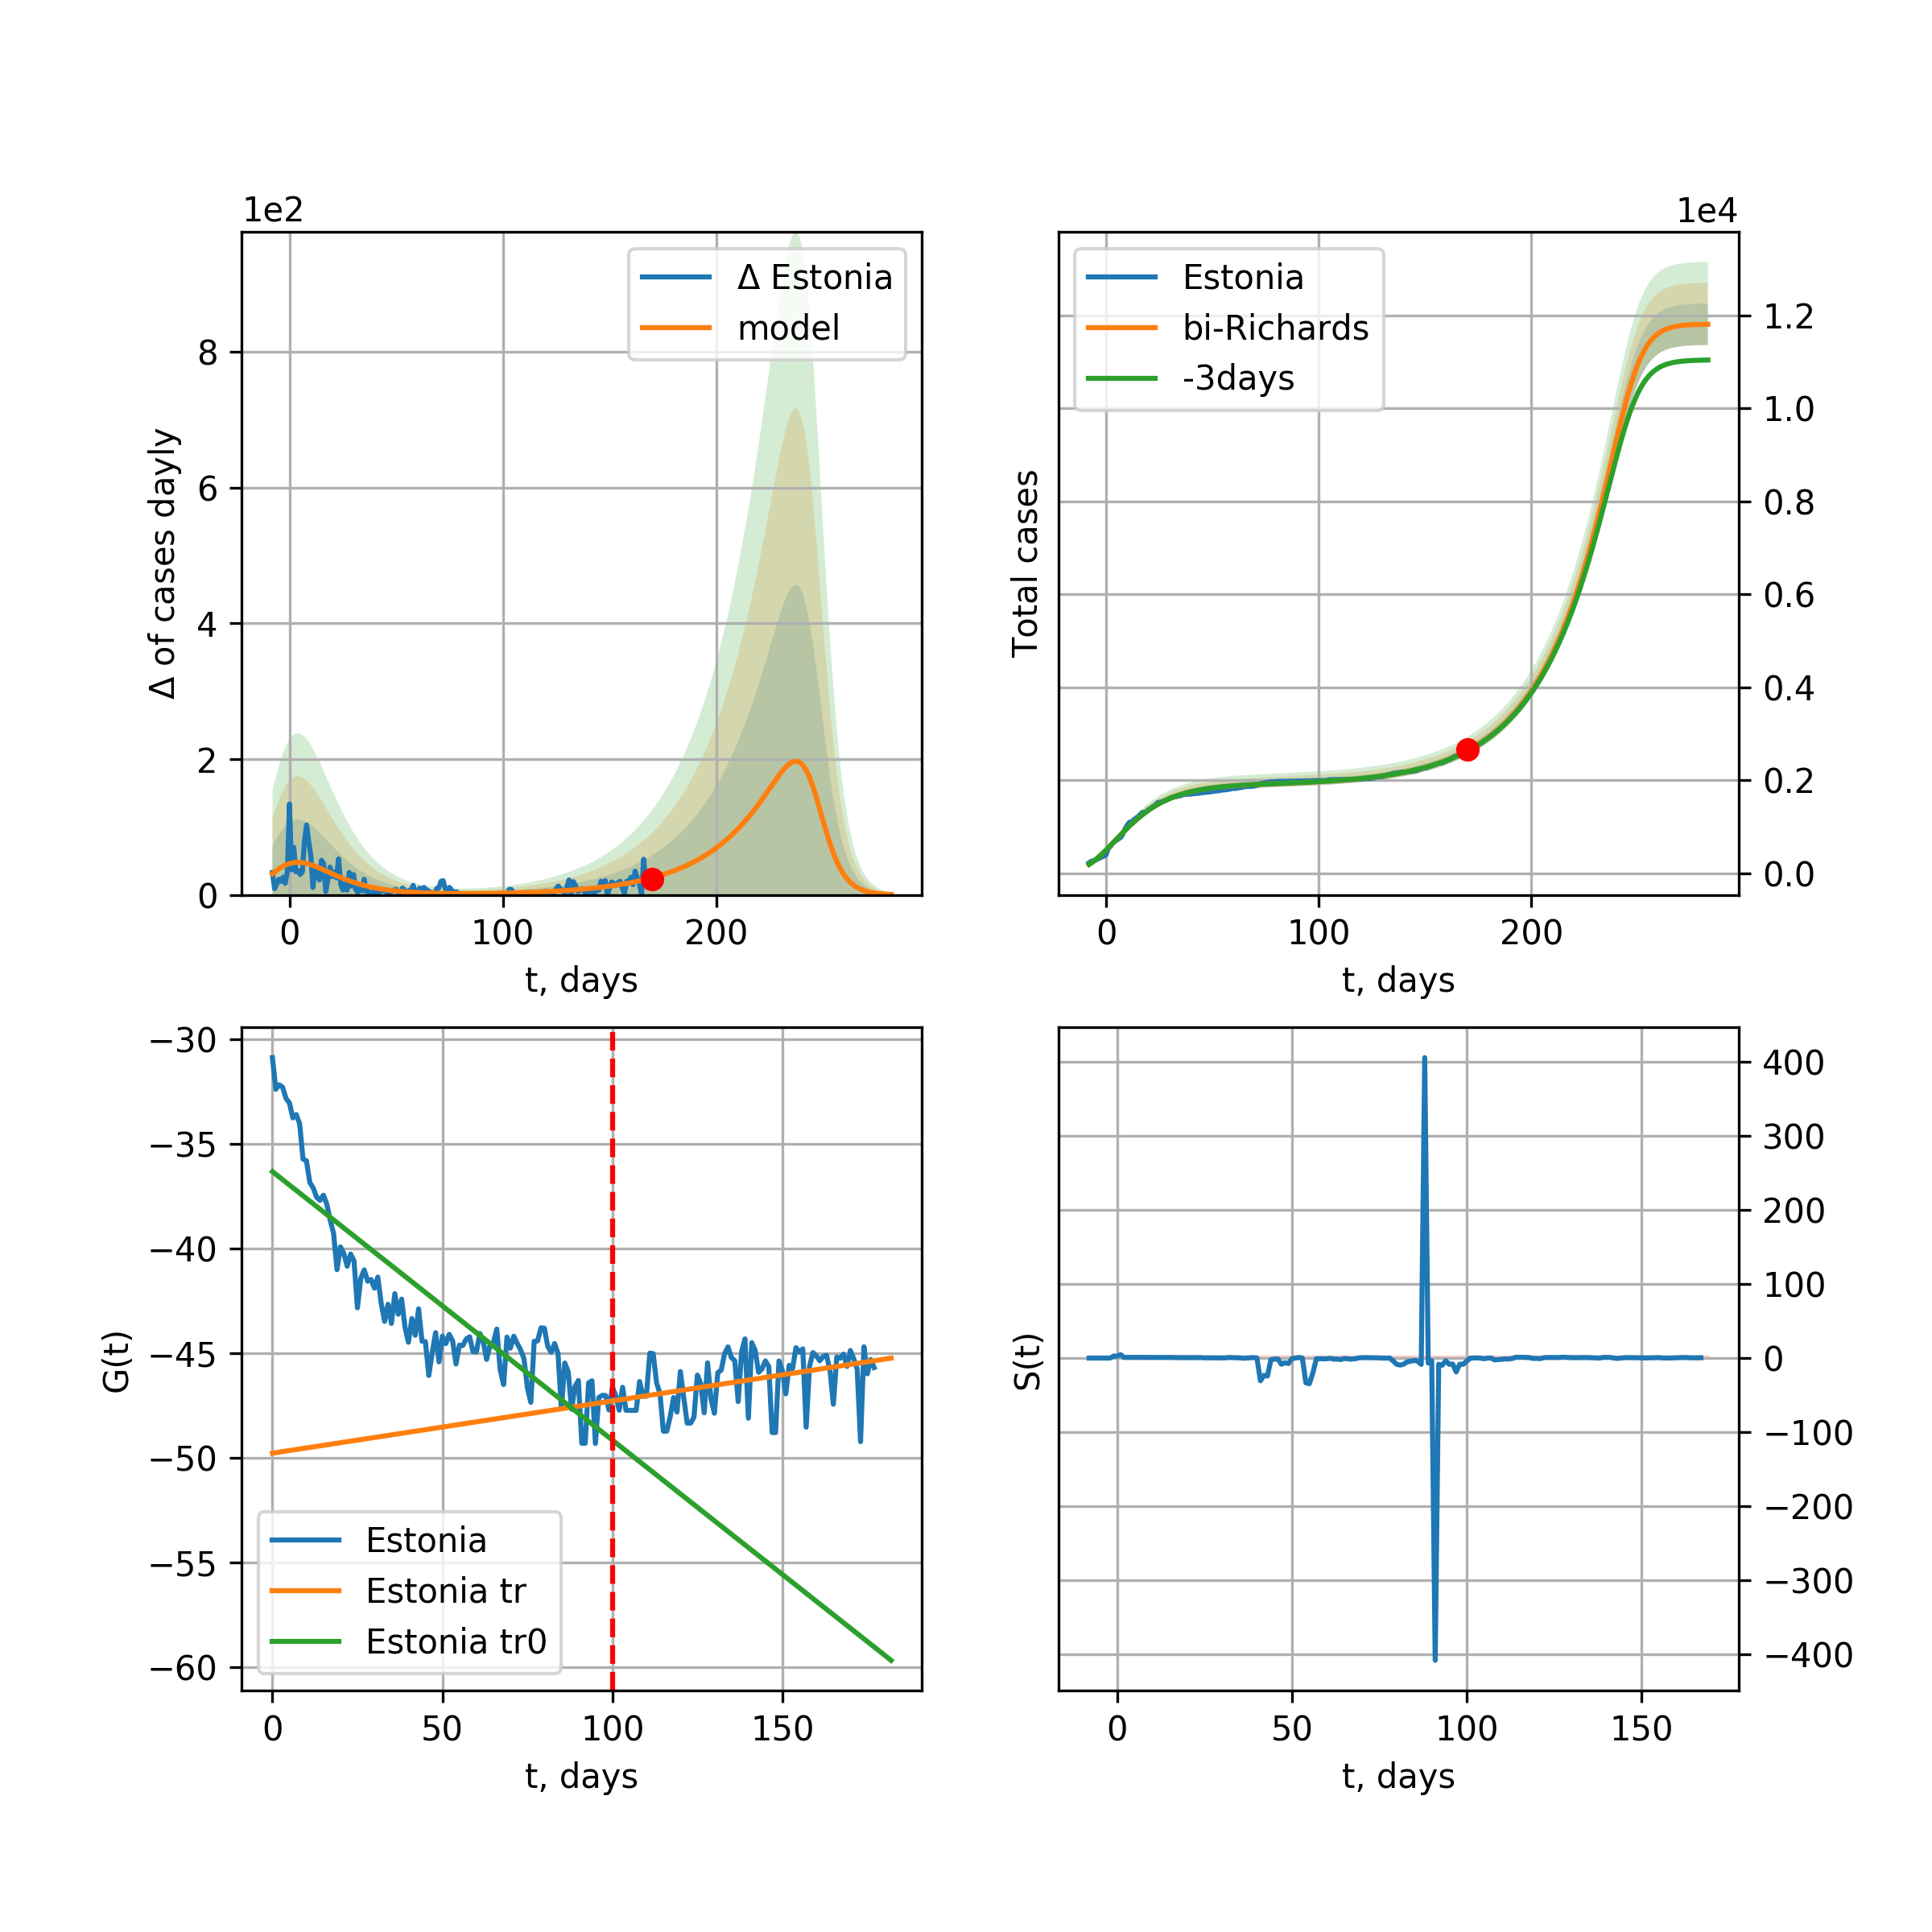 1e2
Δ of cases dayly
8
6
4
2
0
0 100 200
t, days
Δ Estonia
model
1e4
Total cases
1.2
1.0
0.8
0.6
0.4
0.2
0.0
0 100 200
t, days
Estonia
bi-Richards
-3days
G(t)
−30
−35
−40
−45
−50
−55
−60
0 50 100 150
t, days
Estonia
Estonia tr
Estonia tr0
S(t)
400
300
200
100
0
−100
−200
−300
−400
0 50 100 150
t, days